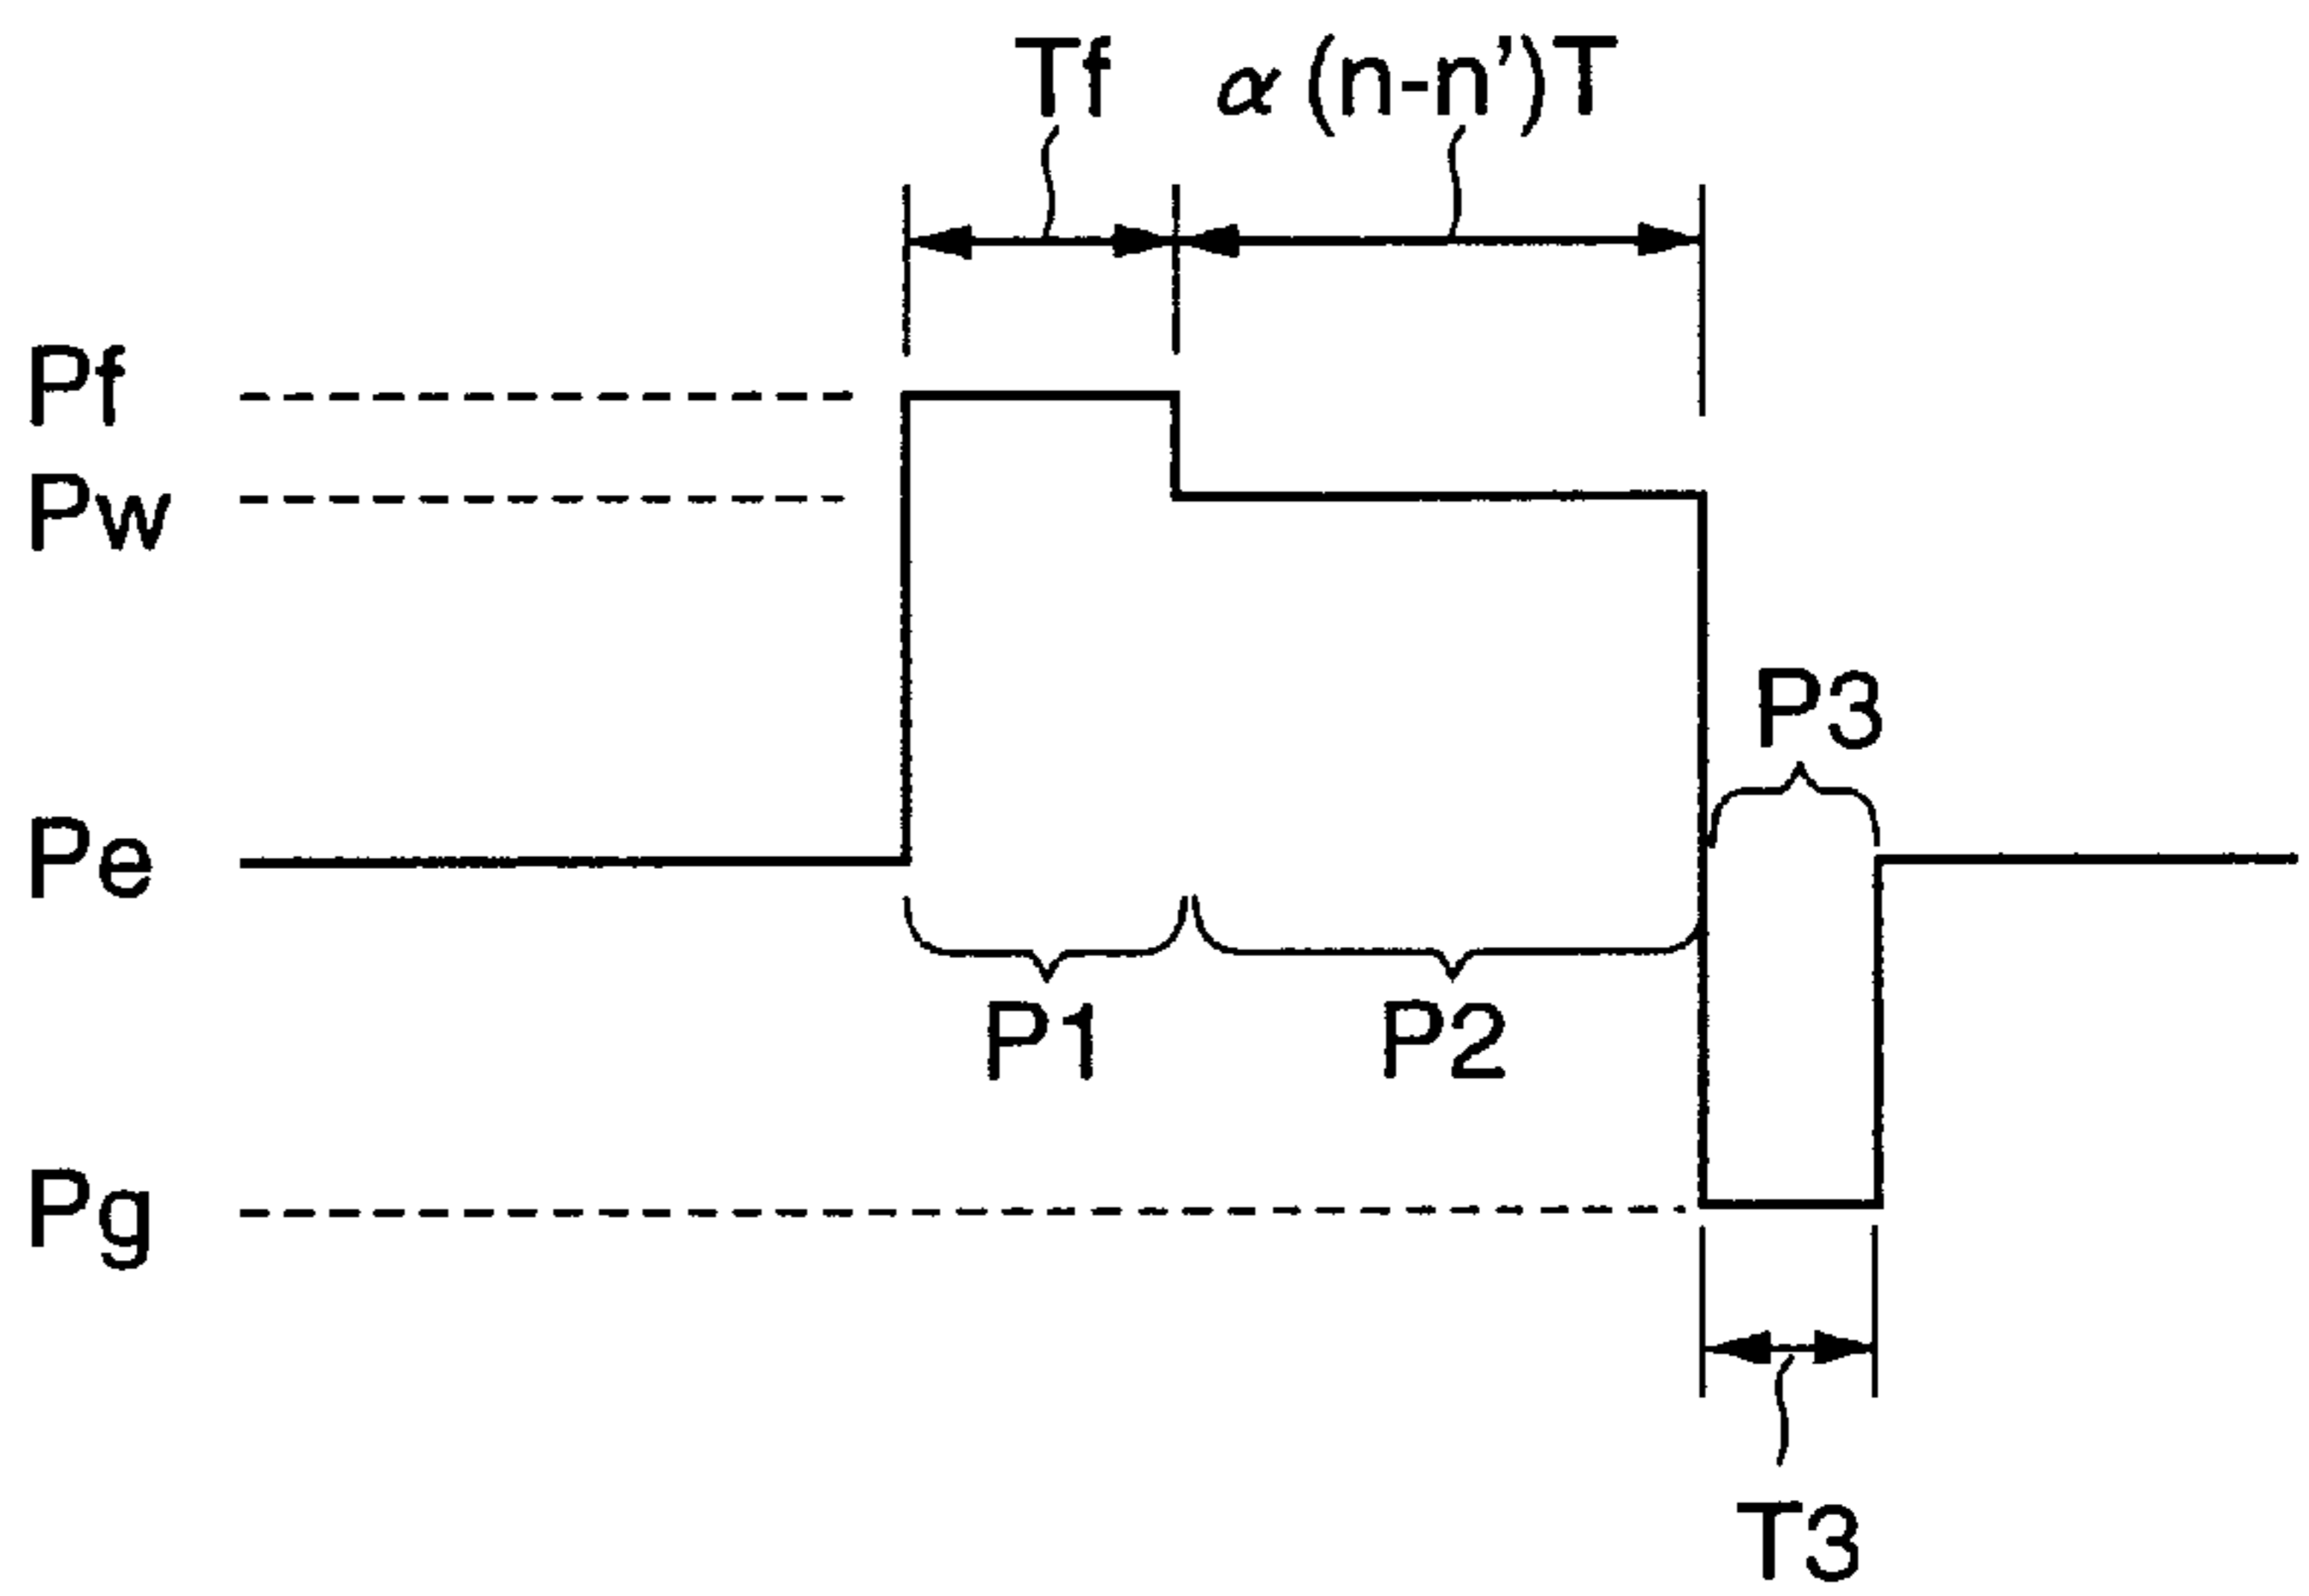 Tf
α (n-n’)T
Pf
Pw
P3
Pe
P1
P2
Pg
T3